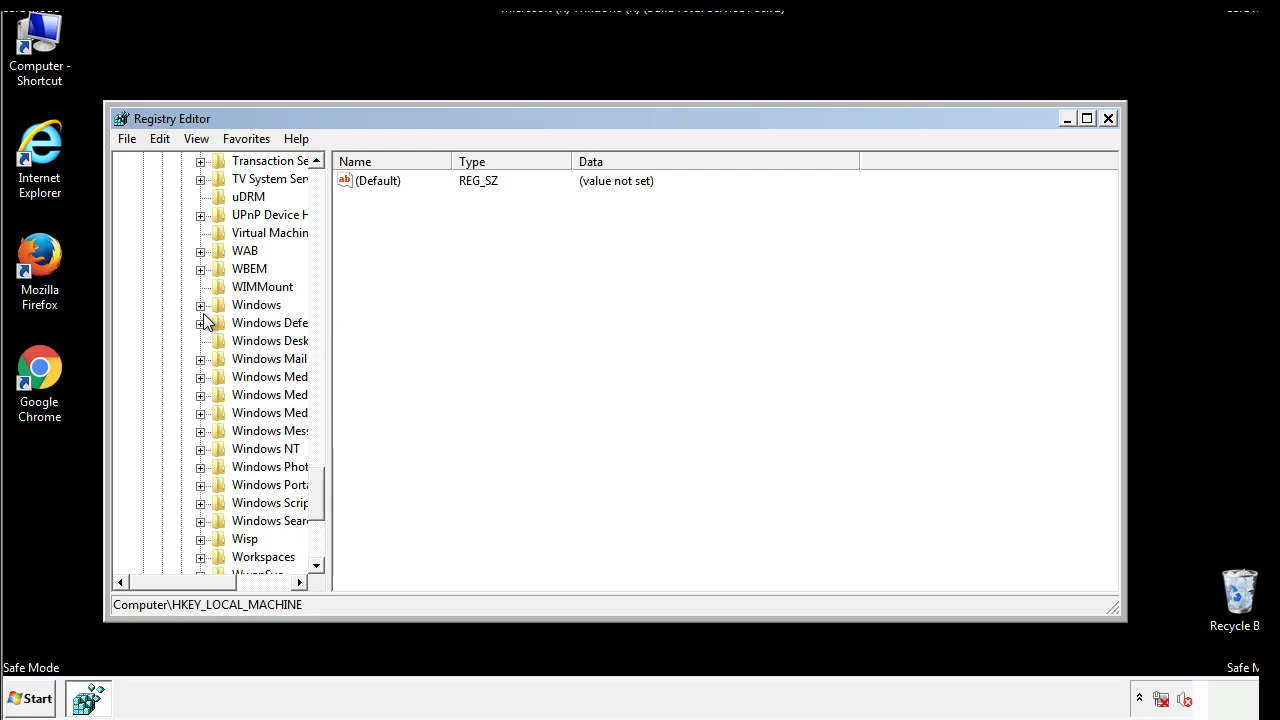 Computer -
Shortcut
Internet
Explorer
Mozilla
Firefox
Google
Chrome
Registry Editor
File Edit View Favorites Help
Transaction Se
TV System Serv
uDRM
UPnP Device H
Virtual Machin
WAB
WBEM
WIMMount
Windows
Windows Defe
Windows Desk
Windows Mail
Windows Med
Windows Med
Windows Med
Windows Mess
Windows NT
Windows Phot
Windows Porta
Windows Scrip
Windows Sear
Wisp
Workspaces
Name Type Data
ab (Default) REG_SZ (value not set)
Computer\HKEY_LOCAL_MACHINE
Recycle B
Safe Mode
Safe M
Start